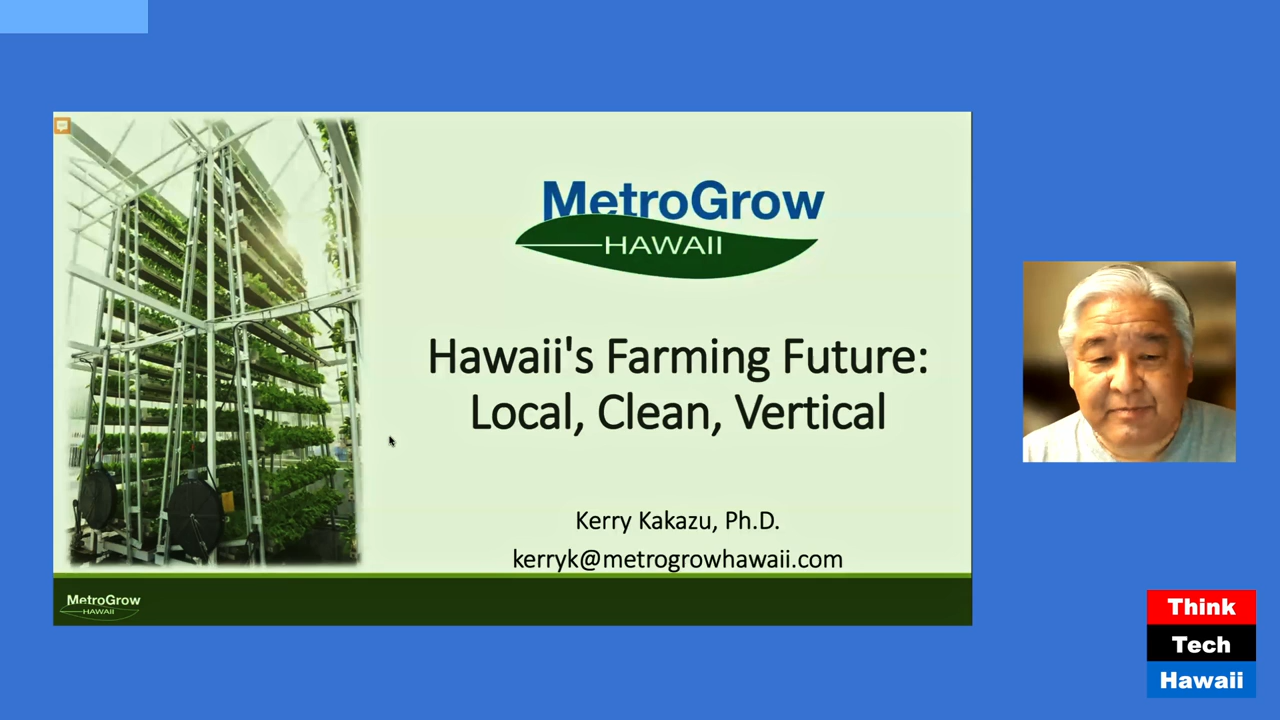 MetroGrow
HAWAII
Hawaii's Farming Future:
Local, Clean, Vertical
Kerry Kakazu, Ph.D.
kerryk@metrogrowhawaii.com
MetroGrow
HAWAII
Think
Tech
Hawaii